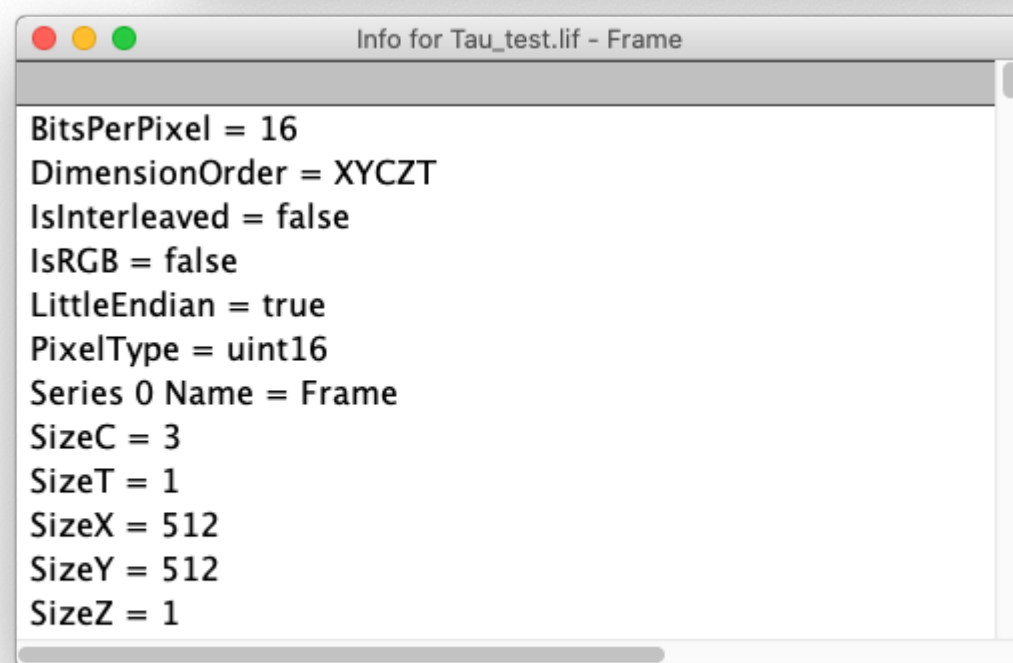 Info for Tau_test.lif - Frame
BitsPerPixel = 16
DimensionOrder = XYCZT
IsInterleaved = false
IsRGB = false
LittleEndian = true
PixelType = uint16
Series 0 Name = Frame
SizeC = 3
SizeT = 1
SizeX = 512
SizeY = 512
SizeZ = 1